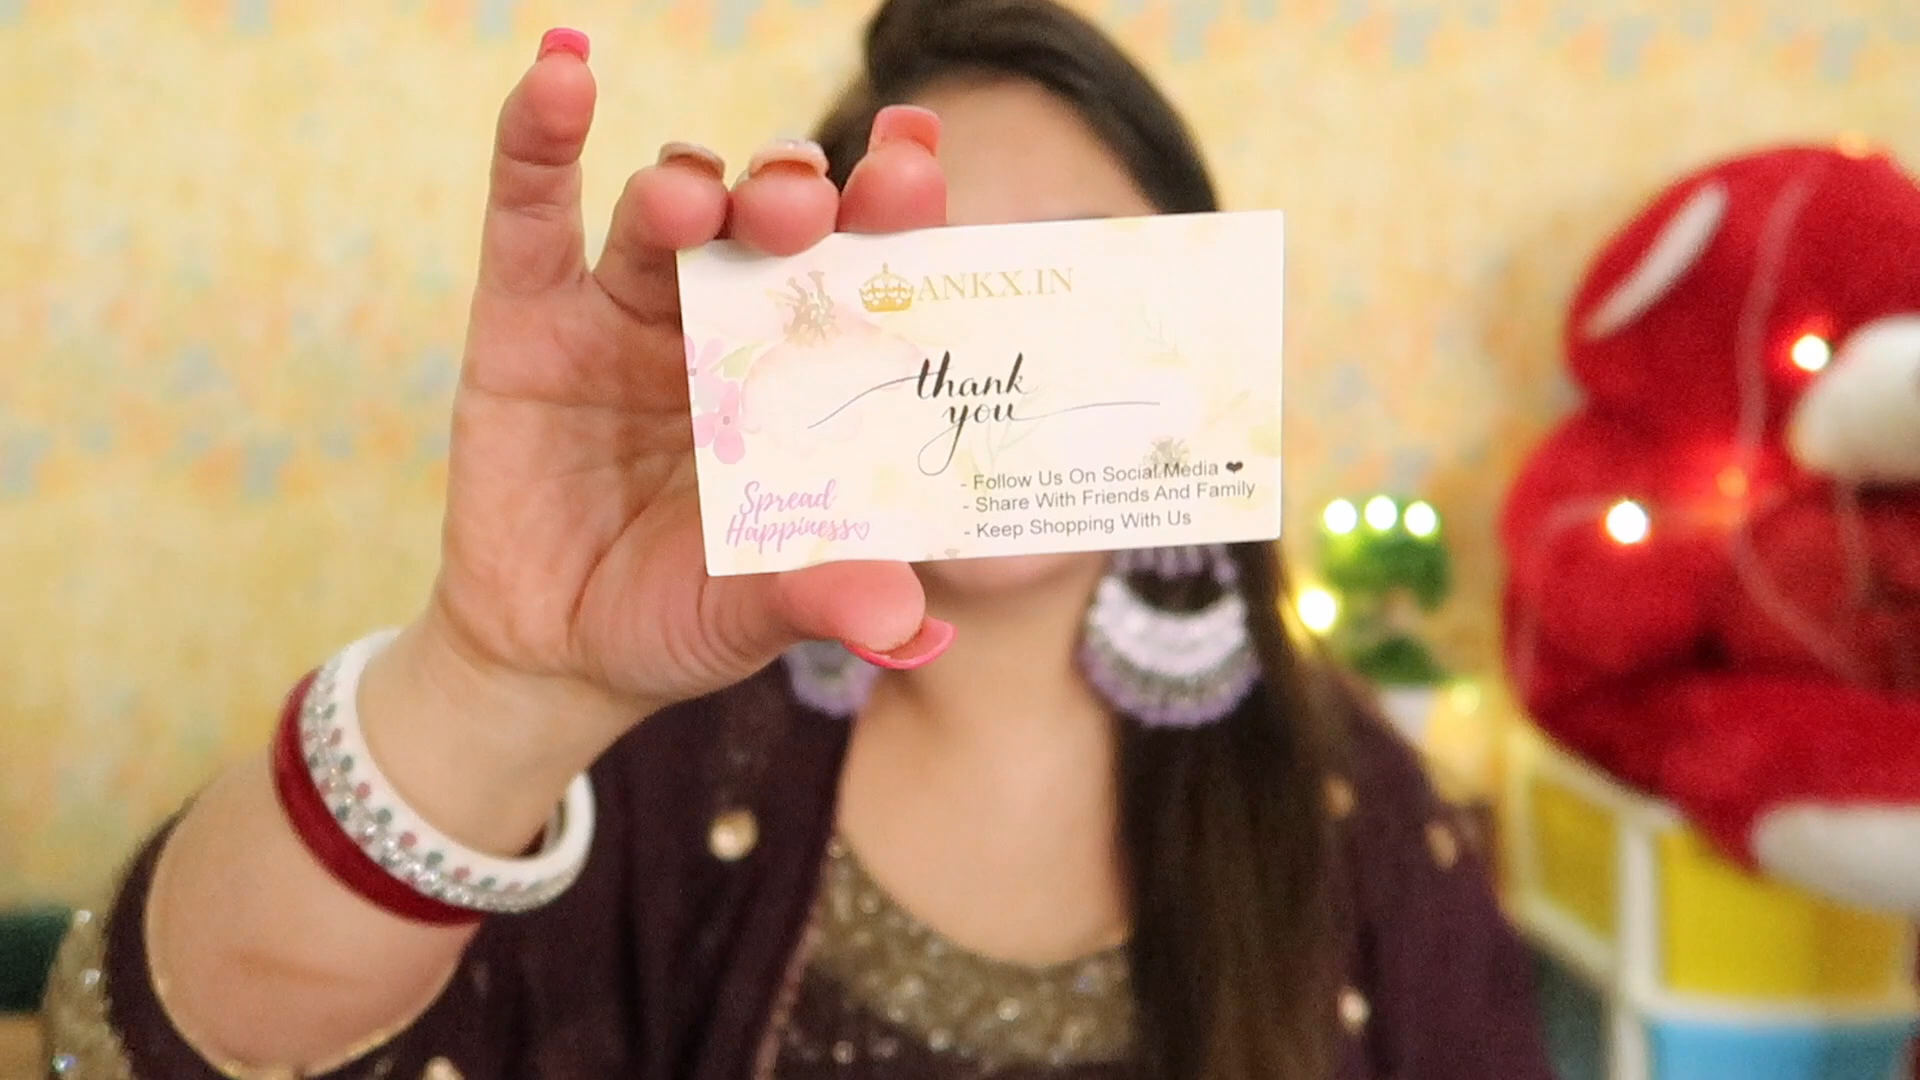 ANKX.IN
thank
you
- Follow Us On Social Media ❤
- Share With Friends And Family
- Keep Shopping With Us
Spread
Happiness♡